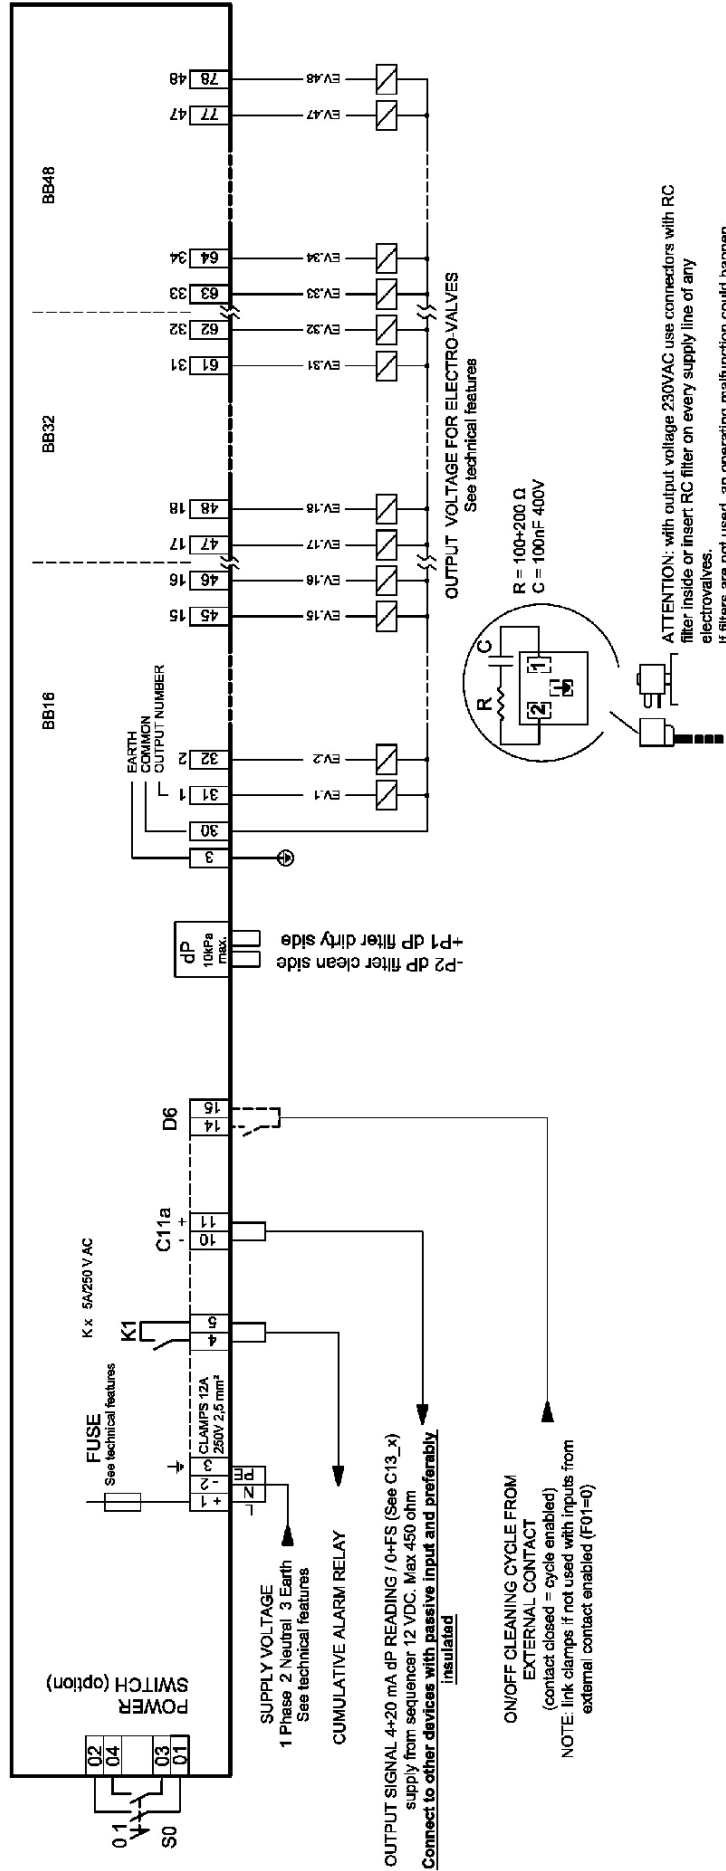 BB16
BB32
BB48
POWER
SWITCH (option)
02
04
03
01
0 1
S0
FUSE
See technical features
K x 5A/250 V AC
K1
C11a
D6
CLAMPS 12A
250V 2,5 mm²
+ 1
- 2
3
L
N
PE
4
5
- +
10
11
14
15
dP
10kPa
max.
-P2 dP filter clean side
+P1 dP filter dirty side
EARTH
COMMON
OUTPUT NUMBER
1
2
15
16
17
18
31
32
33
34
47
48
3
30
31
32
45
46
47
48
61
62
63
64
77
78
EV.1
EV.2
EV.15
EV.16
EV.17
EV.18
EV.31
EV.32
EV.33
EV.34
EV.47
EV.48
OUTPUT VOLTAGE FOR ELECTRO-VALVES
See technical features
SUPPLY VOLTAGE
1 Phase 2 Neutral 3 Earth
See technical features
CUMULATIVE ALARM RELAY
OUTPUT SIGNAL 4÷20 mA dP READING / 0÷FS (See C13_x)
supply from sequencer 12 VDC. Max 450 ohm
Connect to other devices with passive input and preferably
insulated
ON/OFF CLEANING CYCLE FROM
EXTERNAL CONTACT
(contact closed = cycle enabled)
NOTE: link clamps if not used with inputs from
external contact enabled (F01=0)
R
C
2
1
R = 100÷200 Ω
C = 100nF 400V
ATTENTION: with output voltage 230VAC use connectors with RC
filter inside or insert RC filter on every supply line of any
electrovalves.
If filters are not used, an operating malfunction could happen